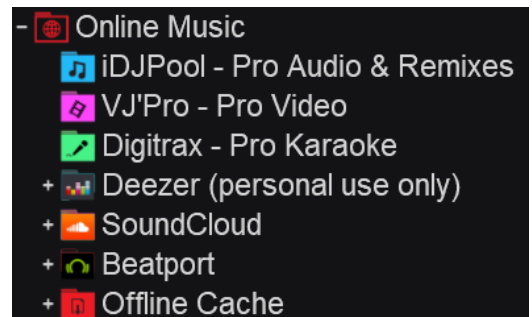 Online Music
iDJPool - Pro Audio & Remixes
VJ'Pro - Pro Video
Digitrax - Pro Karaoke
Deezer (personal use only)
SoundCloud
Beatport
Offline Cache